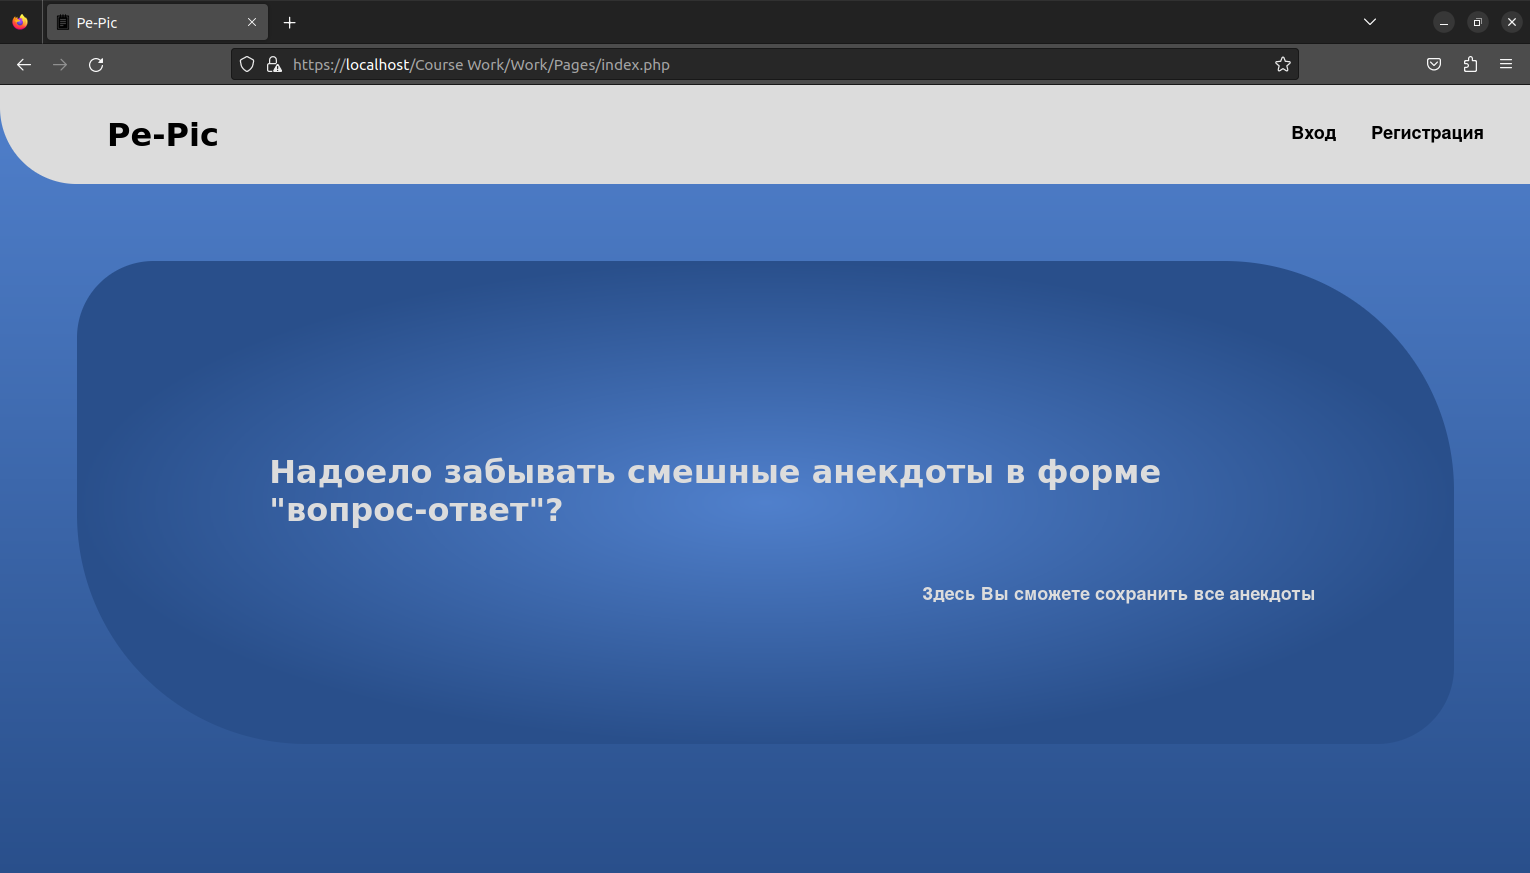 Pe-Pic
https://localhost/Course Work/Work/Pages/index.php
Pe-Pic
Вход Регистрация
Надоело забывать смешные анекдоты в форме
"вопрос-ответ"?
Здесь Вы сможете сохранить все анекдоты